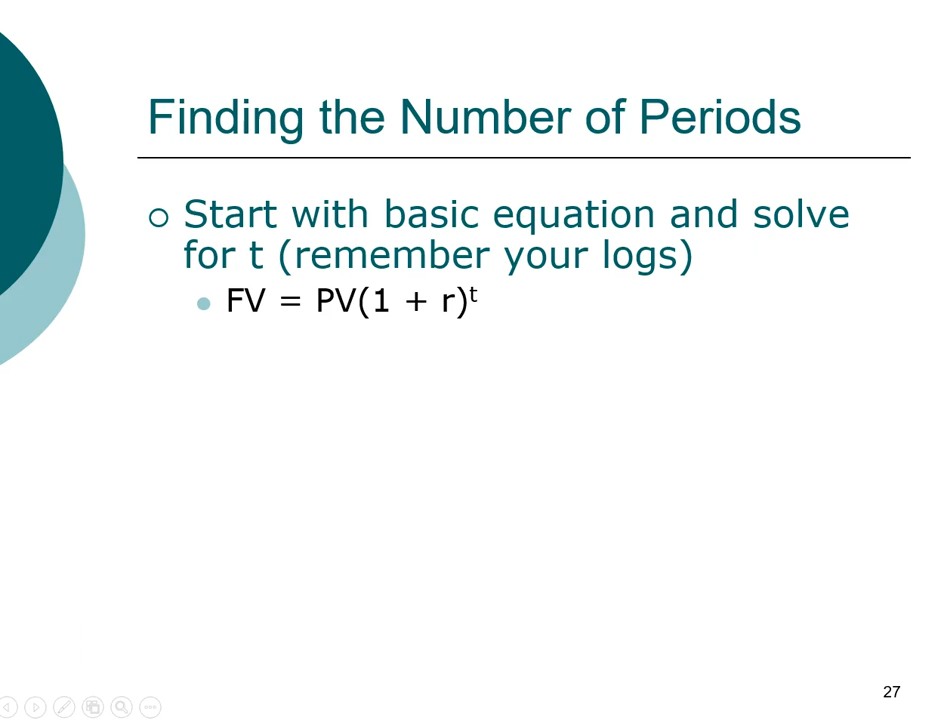 Finding the Number of Periods
Start with basic equation and solve
for t (remember your logs)
FV = PV(1 + r)ᵗ
27